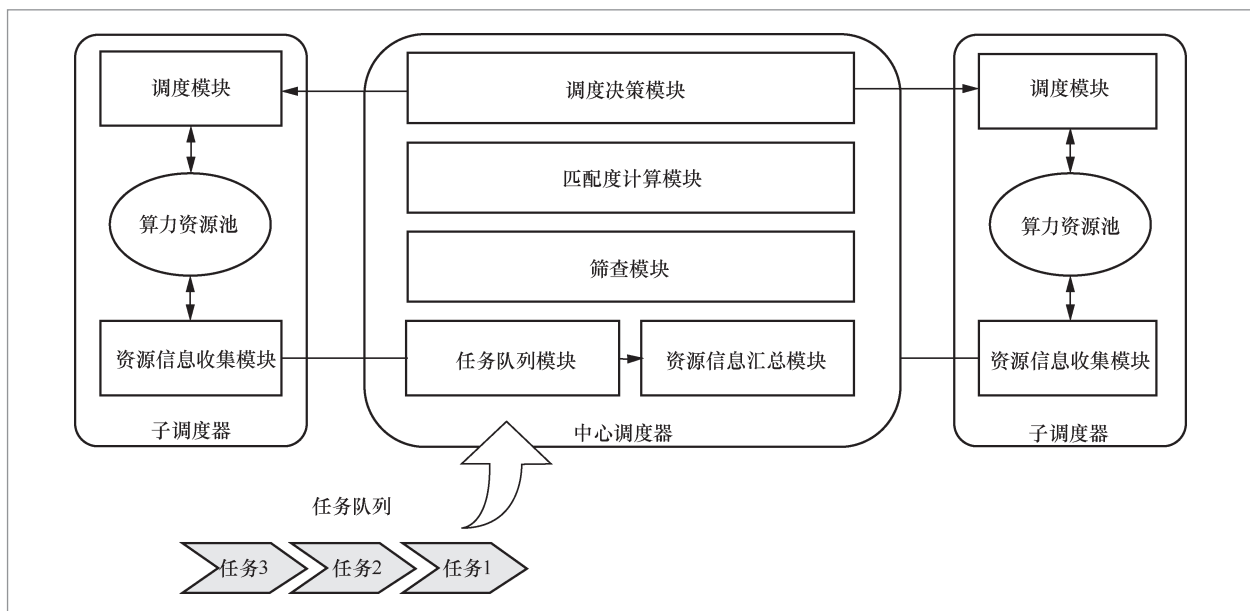 调度模块
调度决策模块
调度模块
匹配度计算模块
算力资源池
算力资源池
筛查模块
资源信息收集模块
任务队列模块
资源信息汇总模块
资源信息收集模块
子调度器
中心调度器
子调度器
任务队列
任务3
任务2
任务1